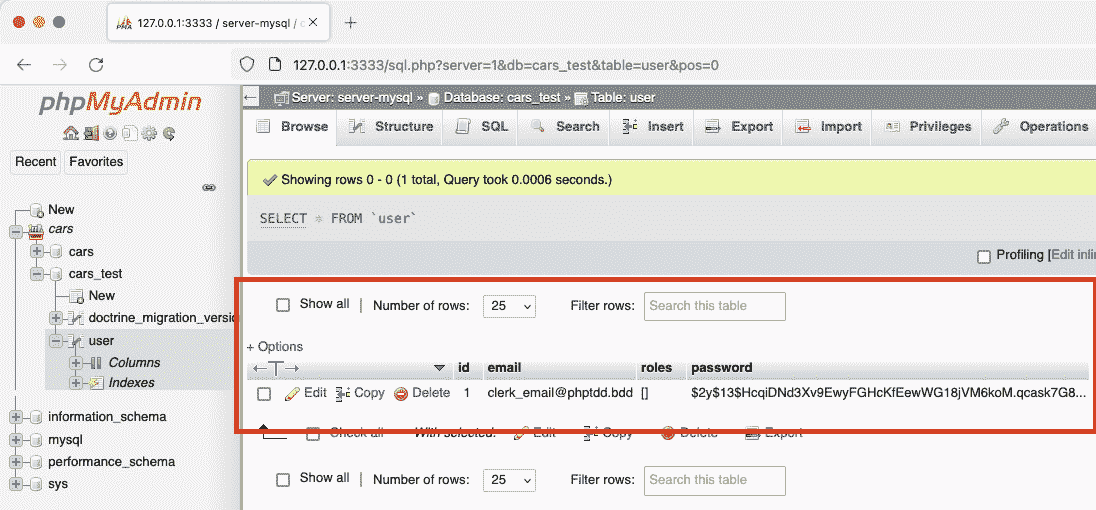 127.0.0.1:3333 / server-mysql / c
127.0.0.1:3333/sql.php?server=1&db=cars_test&table=user&pos=0
phpMyAdmin
Recent Favorites
New
cars
cars
cars_test
New
doctrine_migration_versio
user
Columns
Indexes
information_schema
mysql
performance_schema
sys
Server: server-mysql » Database: cars_test » Table: user
Browse Structure SQL Search Insert Export Import Privileges Operations
Showing rows 0 - 0 (1 total, Query took 0.0006 seconds.)
SELECT * FROM `user`
Profiling [Edit inli
Show all | Number of rows: 25 Filter rows: Search this table
+ Options
←T→ id email roles password
Edit Copy Delete 1 clerk_email@phptdd.bdd [] $2y$13$HcqiDNd3Xv9EwyFGHcKfEewWG18jVM6koM.qcask7G8...
Check all With selected: Edit Copy Delete Export
Show all | Number of rows: 25 Filter rows: Search this table